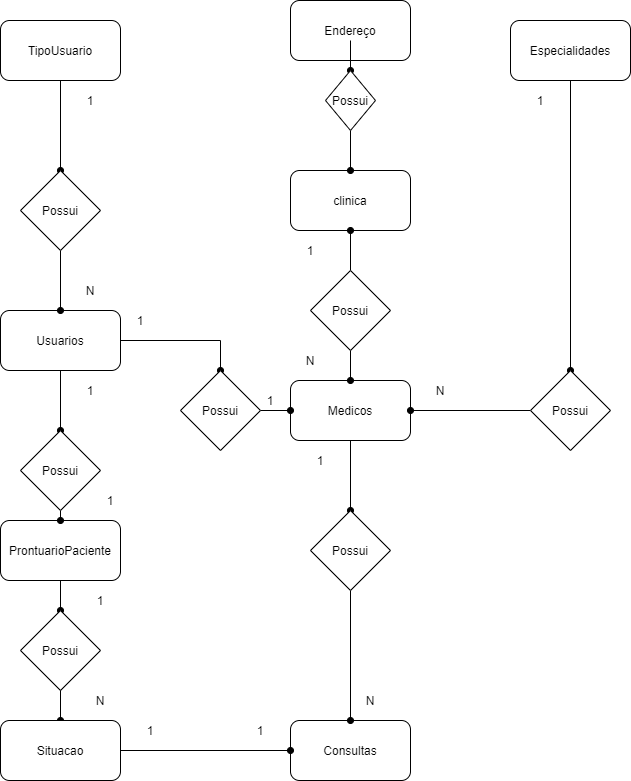 Endereço
TipoUsuario
Especialidades
1
Possui
1
clinica
Possui
1
N
Possui
1
Usuarios
N
1
1
N
Possui
1
Medicos
Possui
1
Possui
1
ProntuarioPaciente
Possui
1
Possui
N
N
1
1
Situacao
Consultas